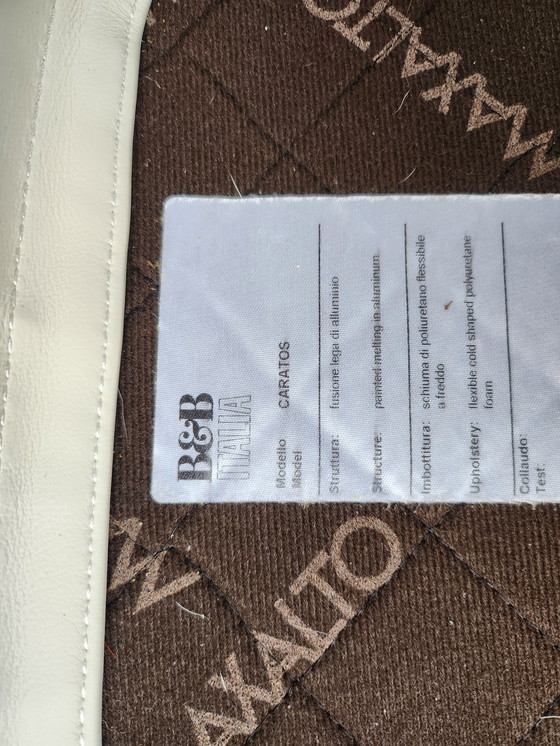 MAXALTO
B&B
ITALIA
Modello
Model
CARATOS
Struttura: fusione lega di alluminio
Structure: painted melting in aluminum
Imbottitura: schiuma di poliuretano flessibile
a freddo
Upholstery: flexible cold shaped polyuretane
foam
Collaudo:
Test:
MAXALTO